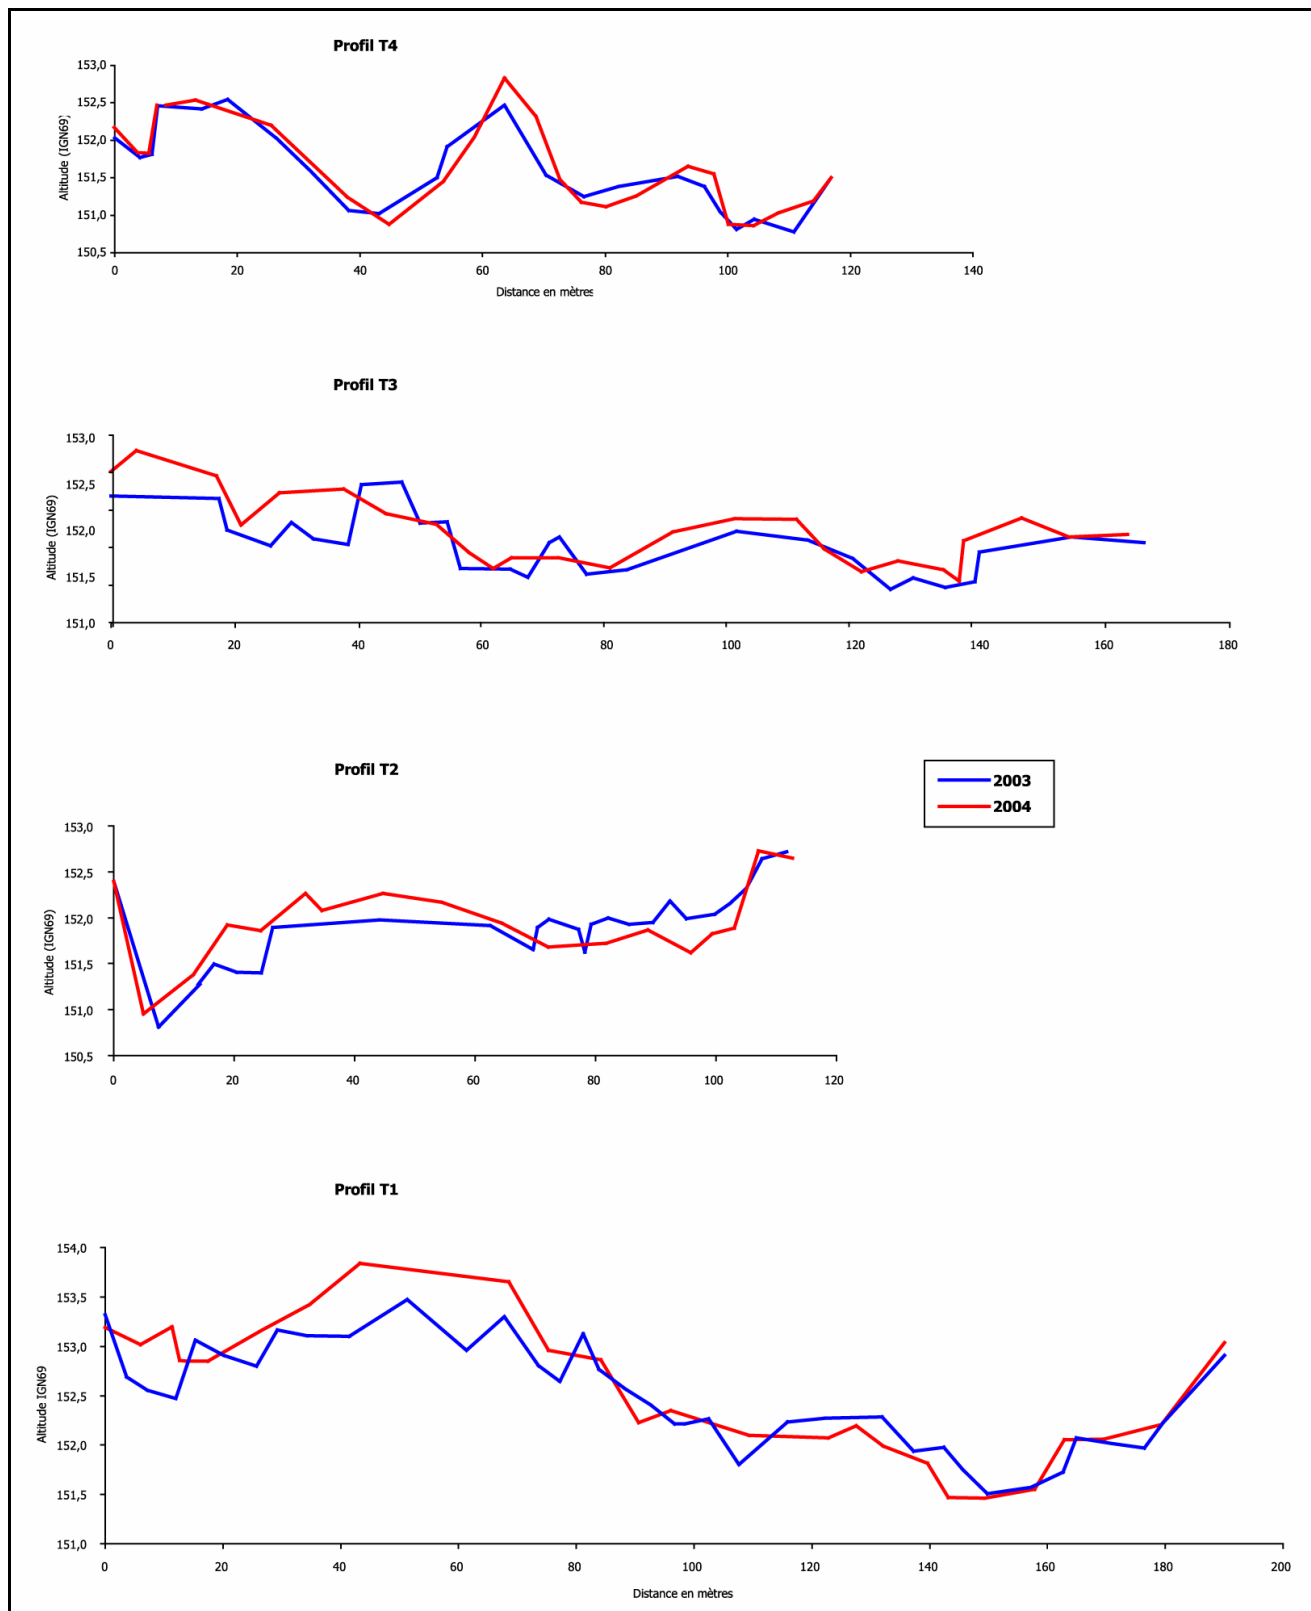 Profil T4
Altitude (IGN69)
153,0
152,5
152,0
151,5
151,0
150,5
0 20 40 60 80 100 120 140
Distance en mètres
Profil T3
Altitude (IGN69)
153,0
152,5
152,0
151,5
151,0
0 20 40 60 80 100 120 140 160 180
Profil T2
2003
2004
Altitude (IGN69)
153,0
152,5
152,0
151,5
151,0
150,5
0 20 40 60 80 100 120
Profil T1
Altitude IGN69
154,0
153,5
153,0
152,5
152,0
151,5
151,0
0 20 40 60 80 100 120 140 160 180 200
Distance en mètres